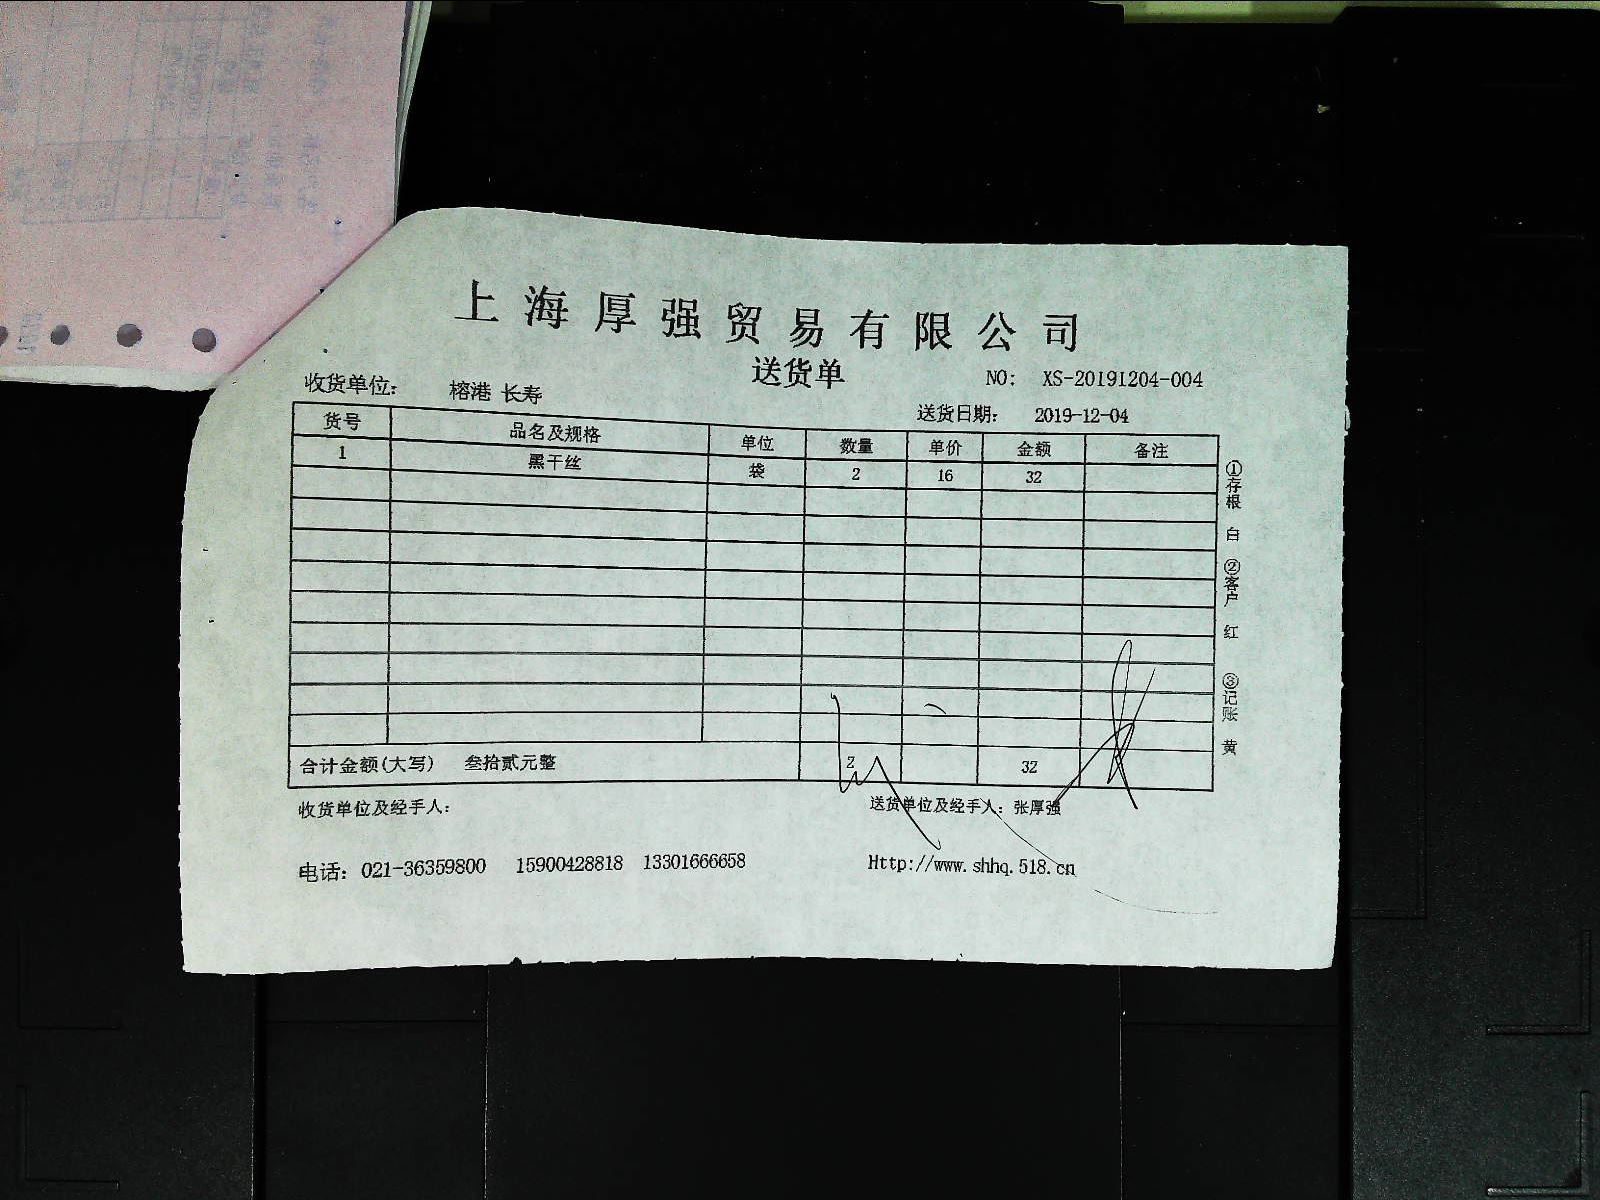 上海厚强贸易有限公司
送货单
NO: XS-20191204-004
收货单位: 榕港 长寿
送货日期: 2019-12-04
货号 品名及规格 单位 数量 单价 金额 备注
1 黑干丝 袋 2 16 32
合计金额(大写) 叁拾贰元整 2 32
收货单位及经手人:
送货单位及经手人: 张厚强
电话: 021-36359800 15900428818 13301666658
Http://www.shhq.518.cn
①存根 白 ②客户 红 ③记账 黄